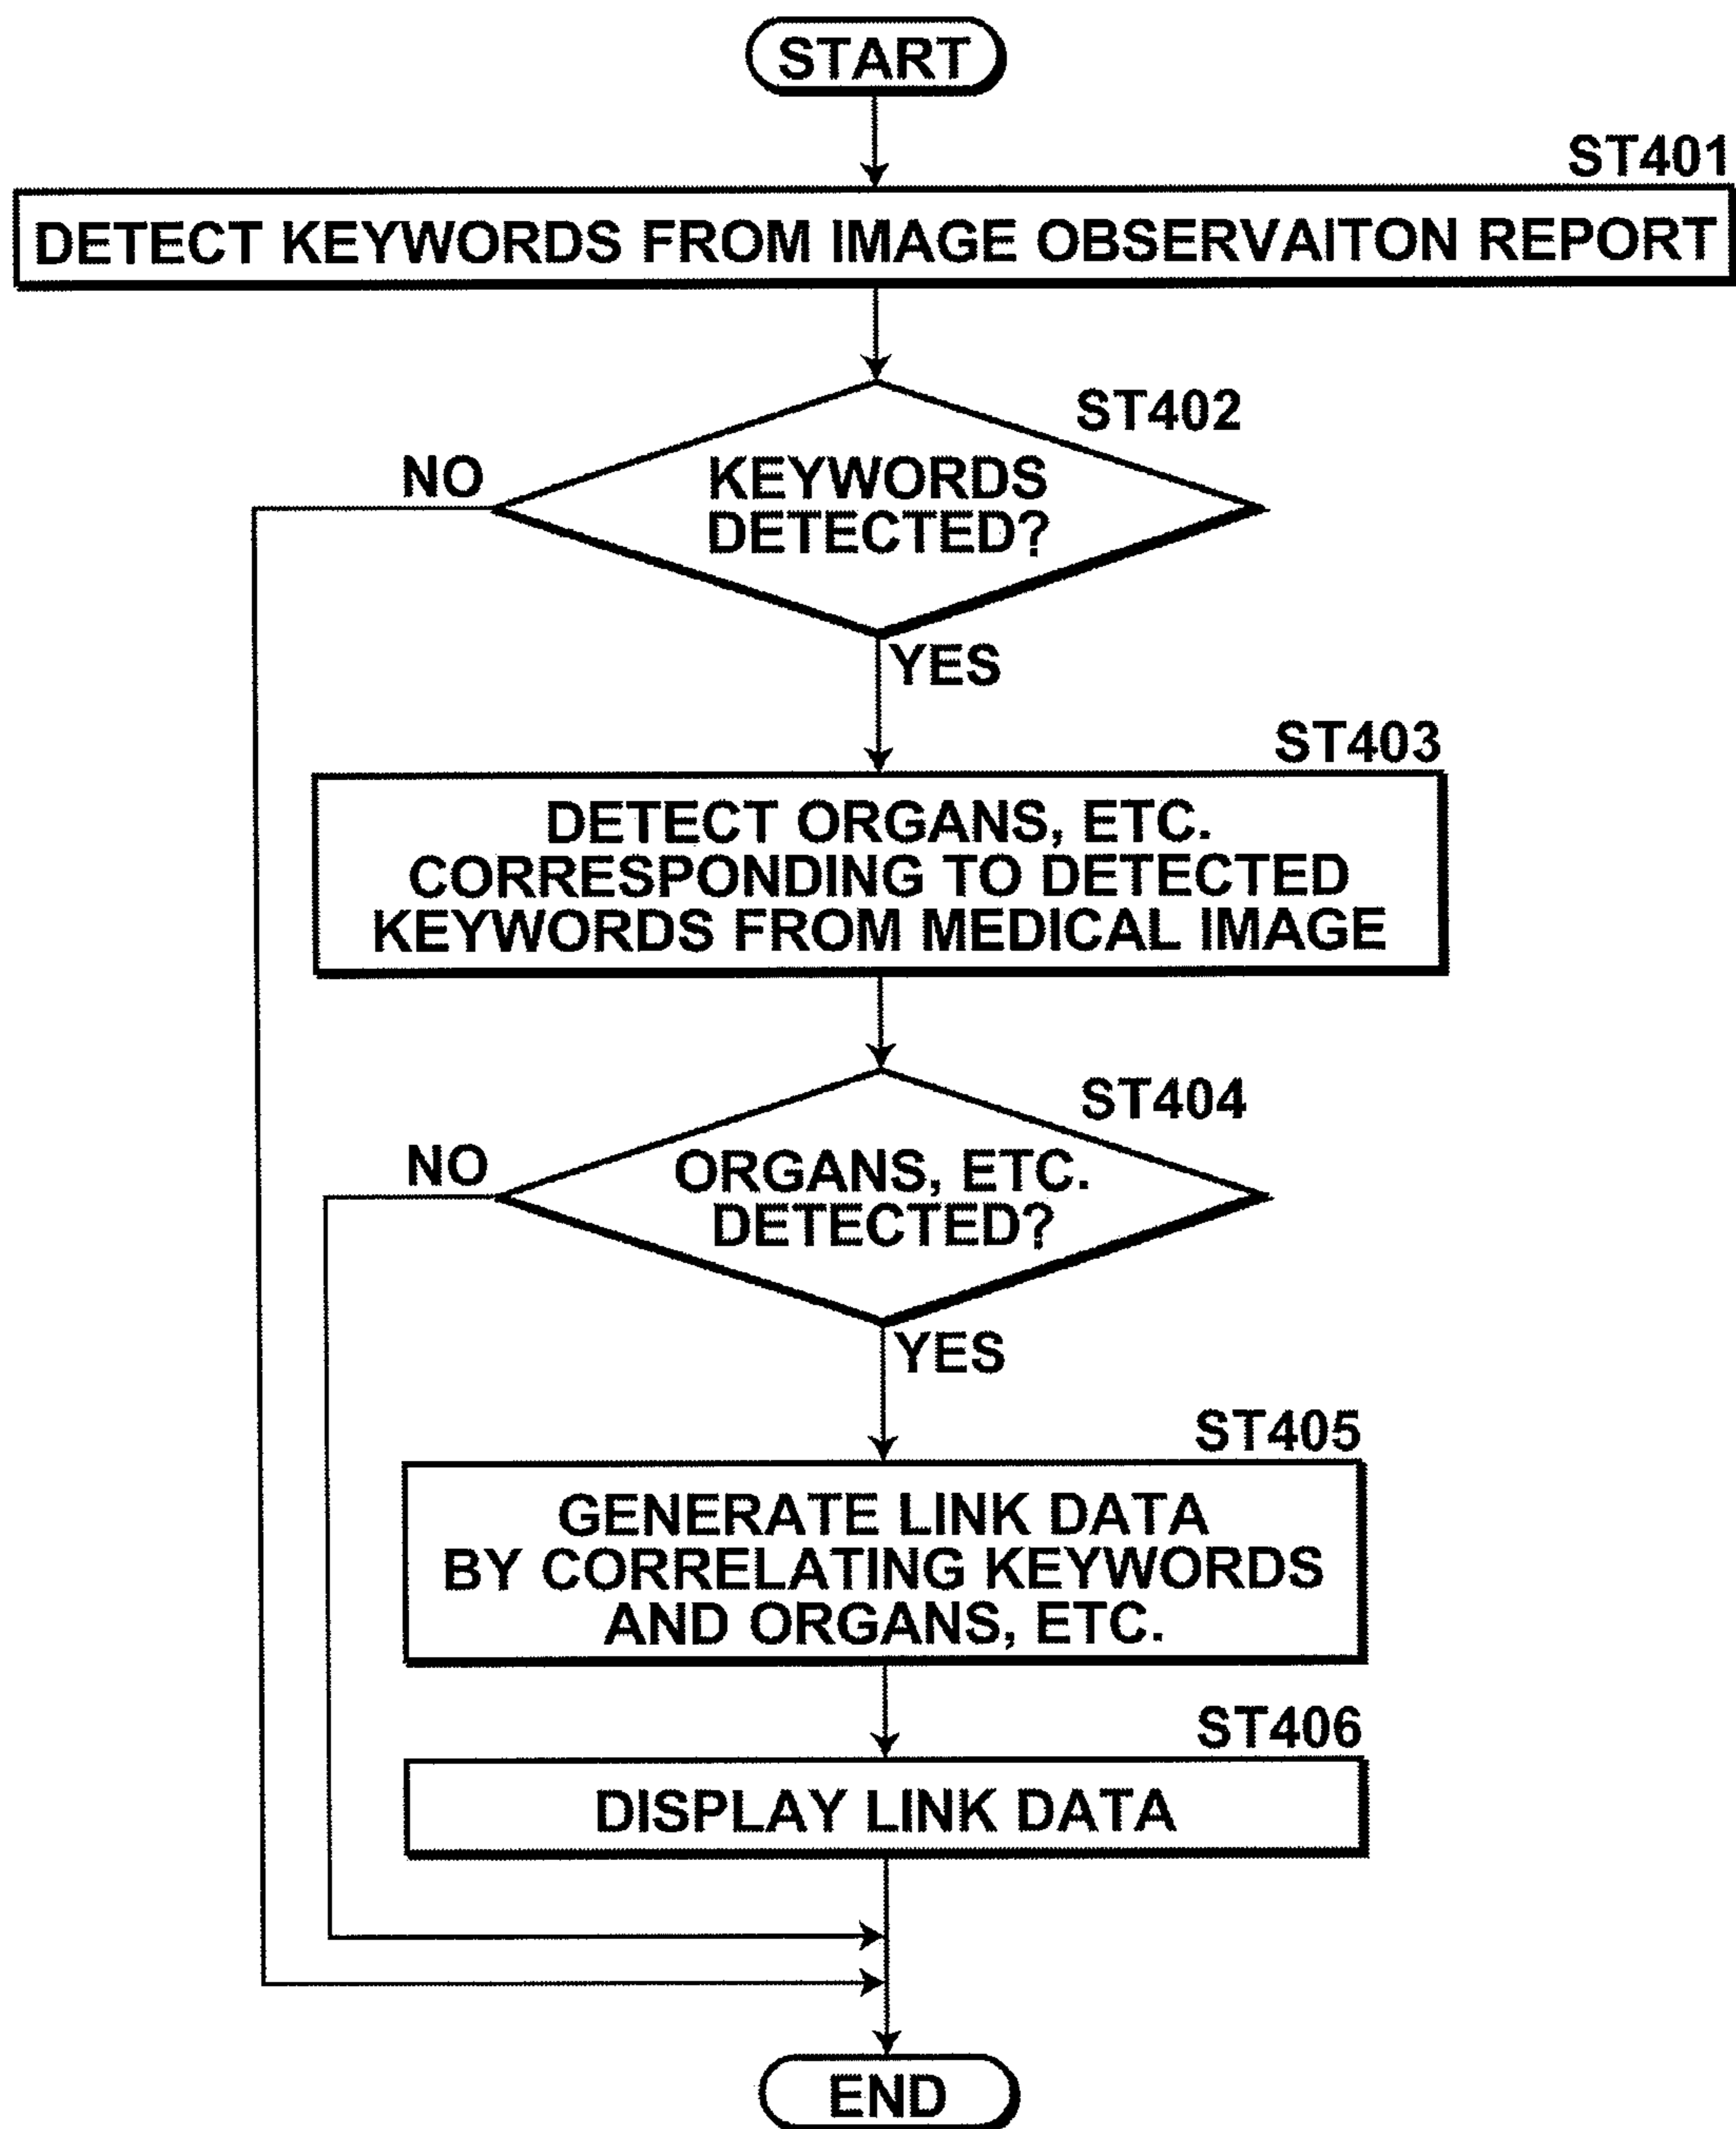 START
ST401
DETECT KEYWORDS FROM IMAGE OBSERVAITON REPORT
ST402
NO
KEYWORDS
DETECTED?
YES
ST403
DETECT ORGANS, ETC.
CORRESPONDING TO DETECTED
KEYWORDS FROM MEDICAL IMAGE
ST404
NO
ORGANS, ETC.
DETECTED?
YES
ST405
GENERATE LINK DATA
BY CORRELATING KEYWORDS
AND ORGANS, ETC.
ST406
DISPLAY LINK DATA
END